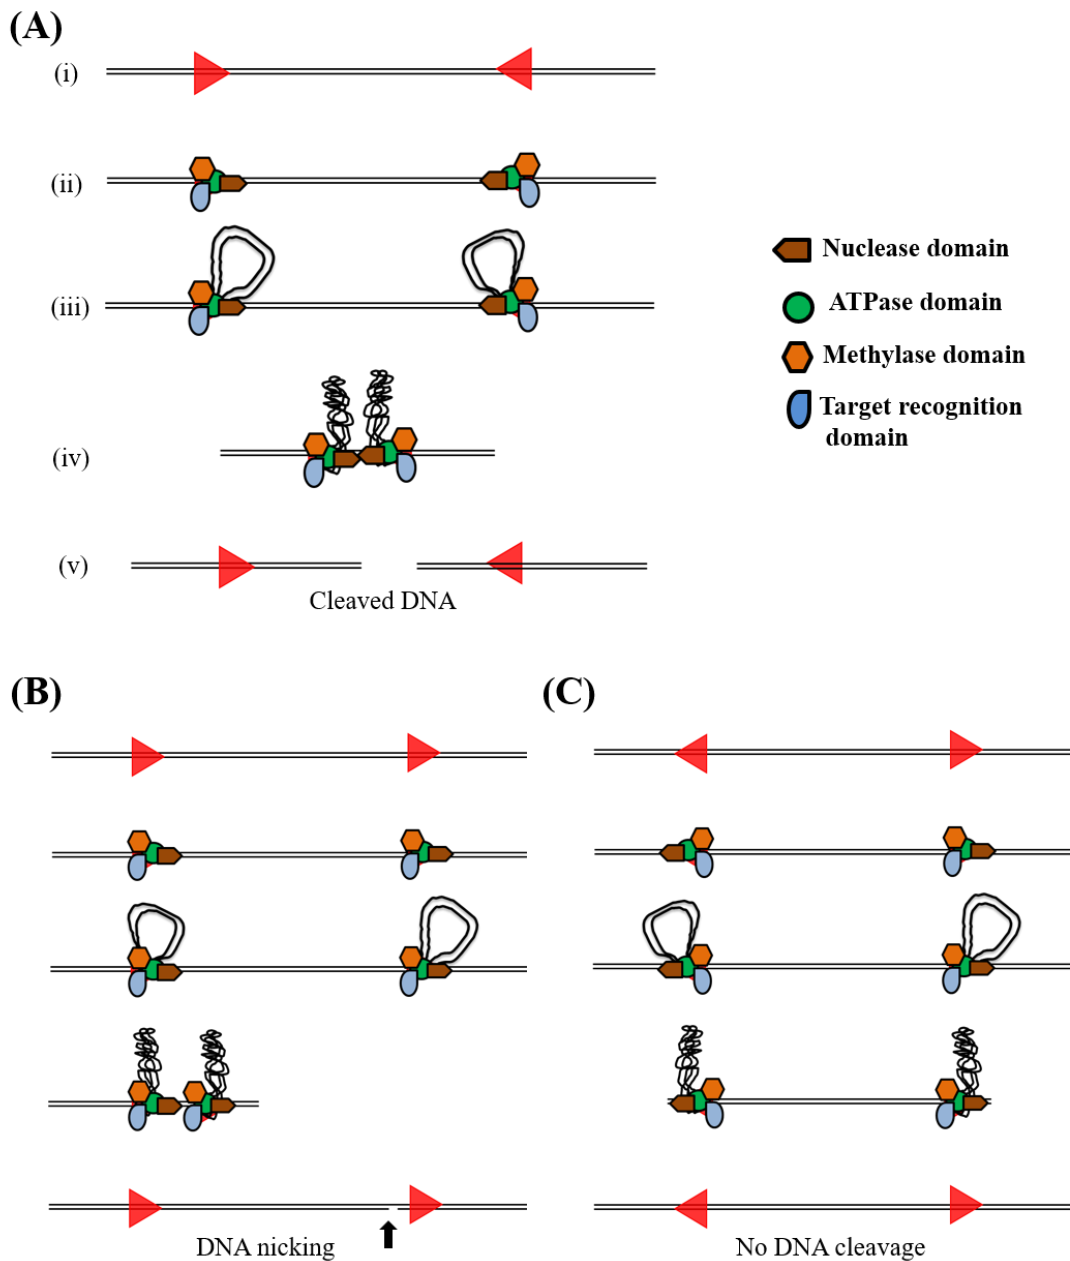 (A)
(i)
(ii)
(iii)
(iv)
(v)
Cleaved DNA
Nuclease domain
ATPase domain
Methylase domain
Target recognition
domain
(B)
DNA nicking
(C)
No DNA cleavage